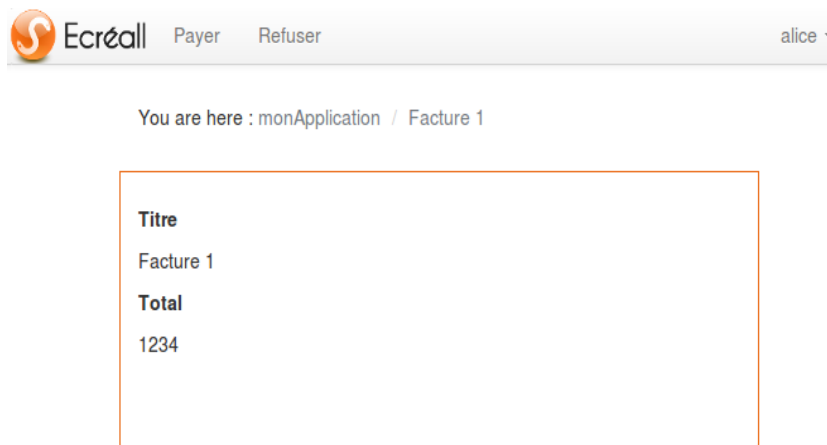 Ecréall Payer Refuser alice
You are here : monApplication / Facture 1
Titre
Facture 1
Total
1234